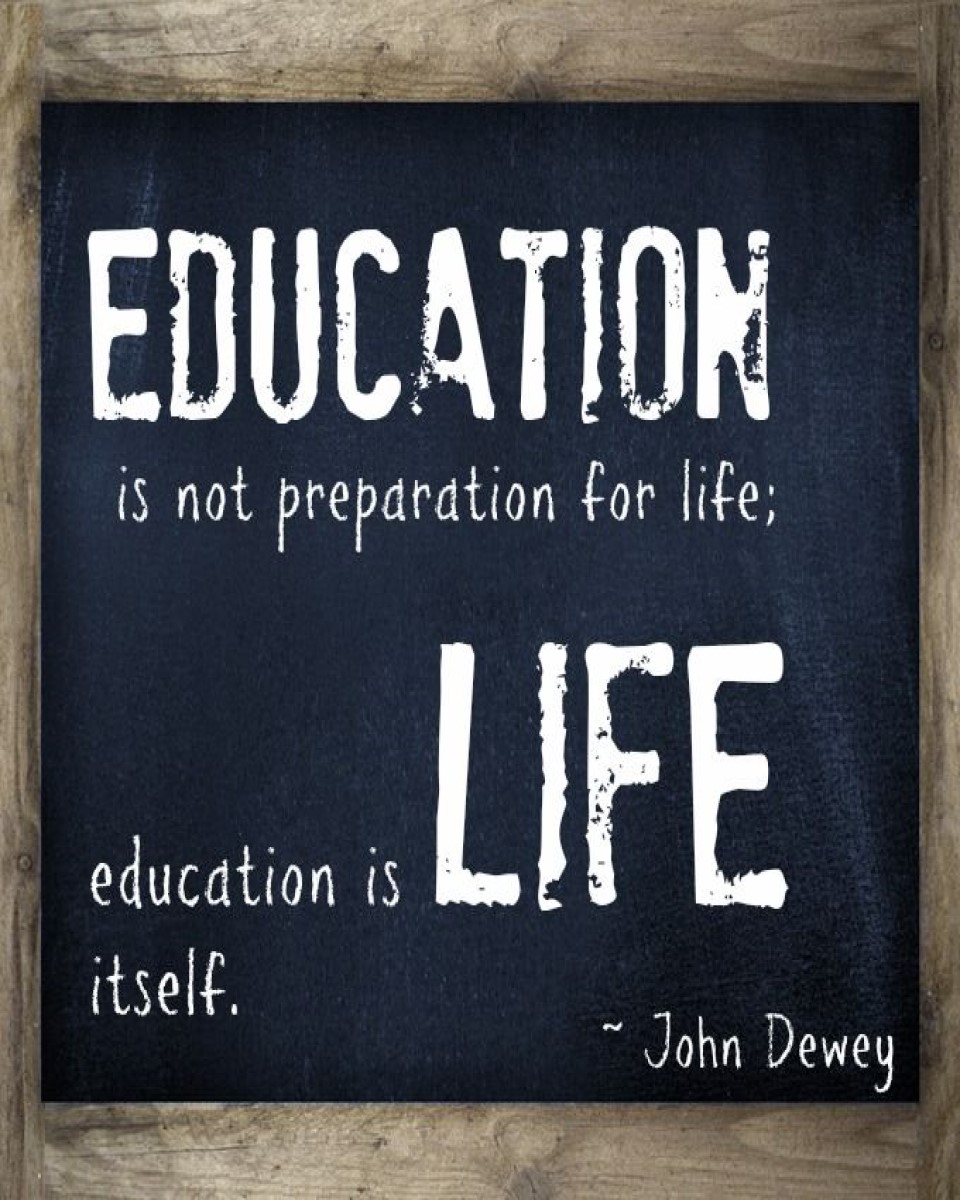 EDUCATION
is not preparation for life;
education is LIFE
itself.
~ John Dewey